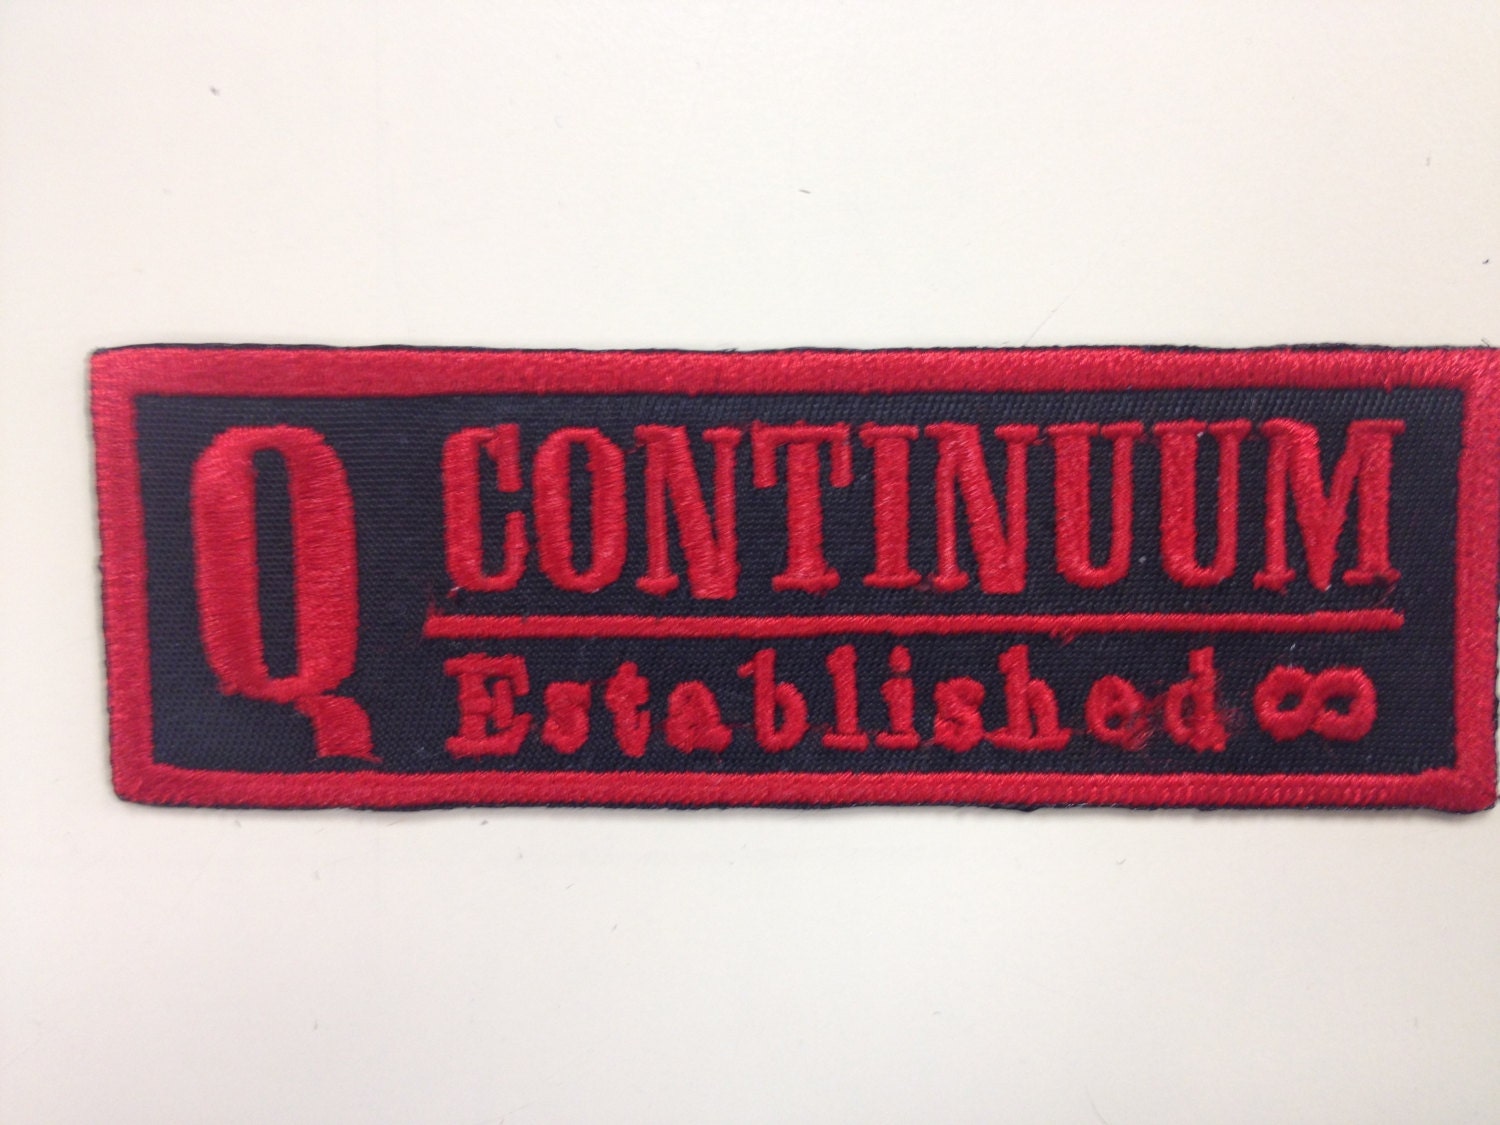 Q CONTINUUM
Established ∞